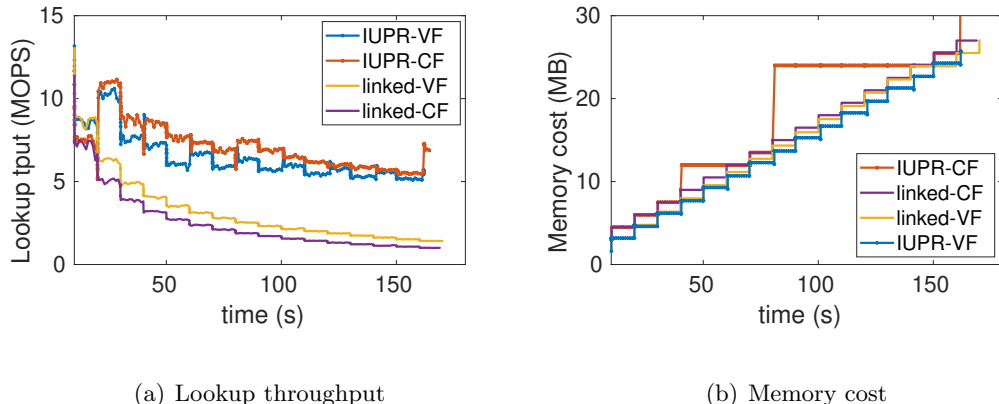 15
10
5
0
Lookup tput (MOPS)
50
100
150
time (s)
IUPR-VF
IUPR-CF
linked-VF
linked-CF
(a) Lookup throughput
30
20
10
0
Memory cost (MB)
50
100
150
time (s)
IUPR-CF
linked-CF
linked-VF
IUPR-VF
(b) Memory cost